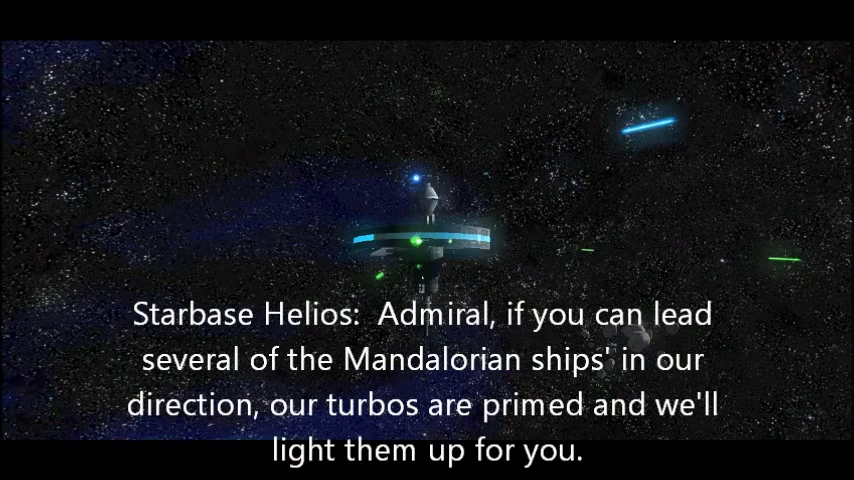 Starbase Helios:  Admiral, if you can lead
several of the Mandalorian ships' in our
direction, our turbos are primed and we'll
light them up for you.